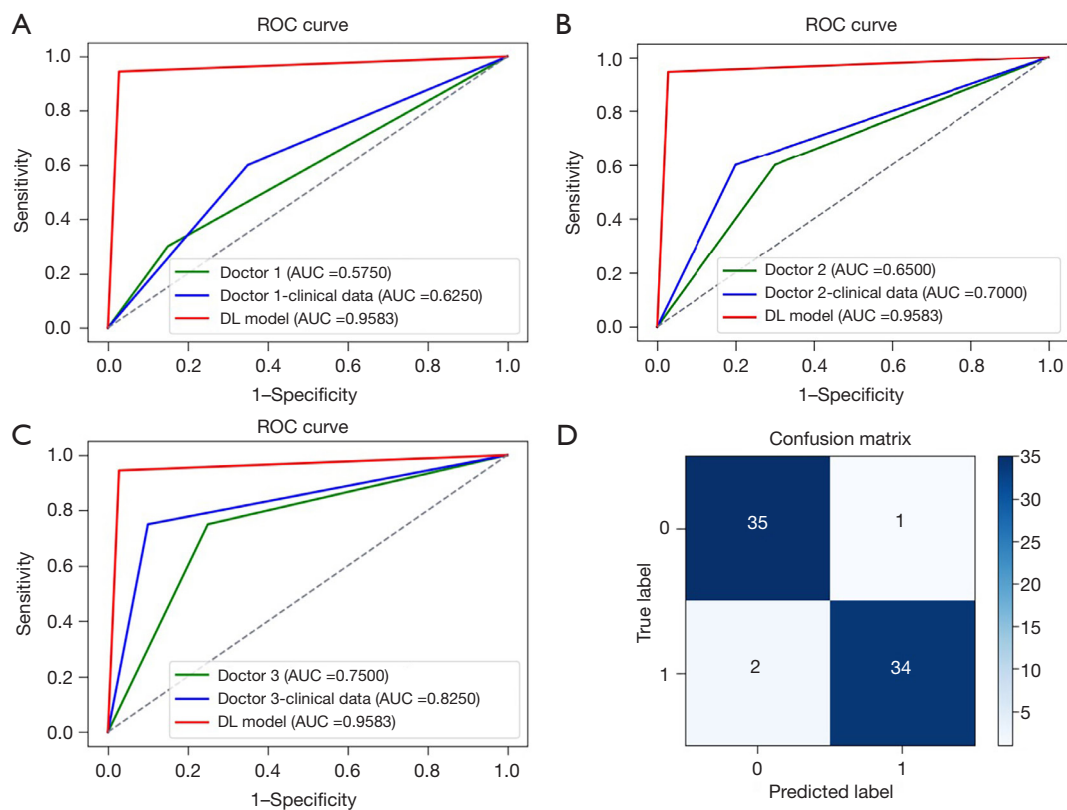 A
ROC curve
1.0
0.8
0.6
0.4
0.2
0.0
Sensitivity
Doctor 1 (AUC =0.5750)
Doctor 1-clinical data (AUC =0.6250)
DL model (AUC =0.9583)
0.0 0.2 0.4 0.6 0.8 1.0
1–Specificity
B
ROC curve
1.0
0.8
0.6
0.4
0.2
0.0
Sensitivity
Doctor 2 (AUC =0.6500)
Doctor 2-clinical data (AUC =0.7000)
DL model (AUC =0.9583)
0.0 0.2 0.4 0.6 0.8 1.0
1–Specificity
C
ROC curve
1.0
0.8
0.6
0.4
0.2
0.0
Sensitivity
Doctor 3 (AUC =0.7500)
Doctor 3-clinical data (AUC =0.8250)
DL model (AUC =0.9583)
0.0 0.2 0.4 0.6 0.8 1.0
1–Specificity
D
Confusion matrix
True label
0 35 1
1 2 34
0 1
Predicted label
35
30
25
20
15
10
5